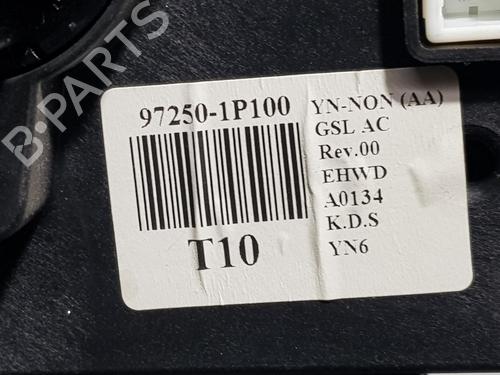 97250-1P100
T10
YN-NON (AA)
GSL AC
Rev.00
EHWD
A0134
K.D.S
YN6
B-PARTS